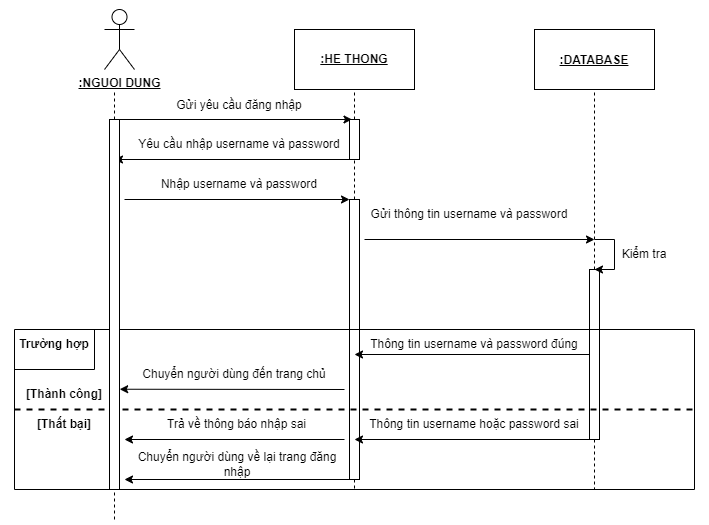 :NGUOI DUNG
:HE THONG
:DATABASE
Gửi yêu cầu đăng nhập
Yêu cầu nhập username và password
Nhập username và password
Gửi thông tin username và password
Kiểm tra
Trường hợp
Thông tin username và password đúng
Chuyển người dùng đến trang chủ
[Thành công]
[Thất bại]
Trả về thông báo nhập sai
Thông tin username hoặc password sai
Chuyển người dùng về lại trang đăng
nhập